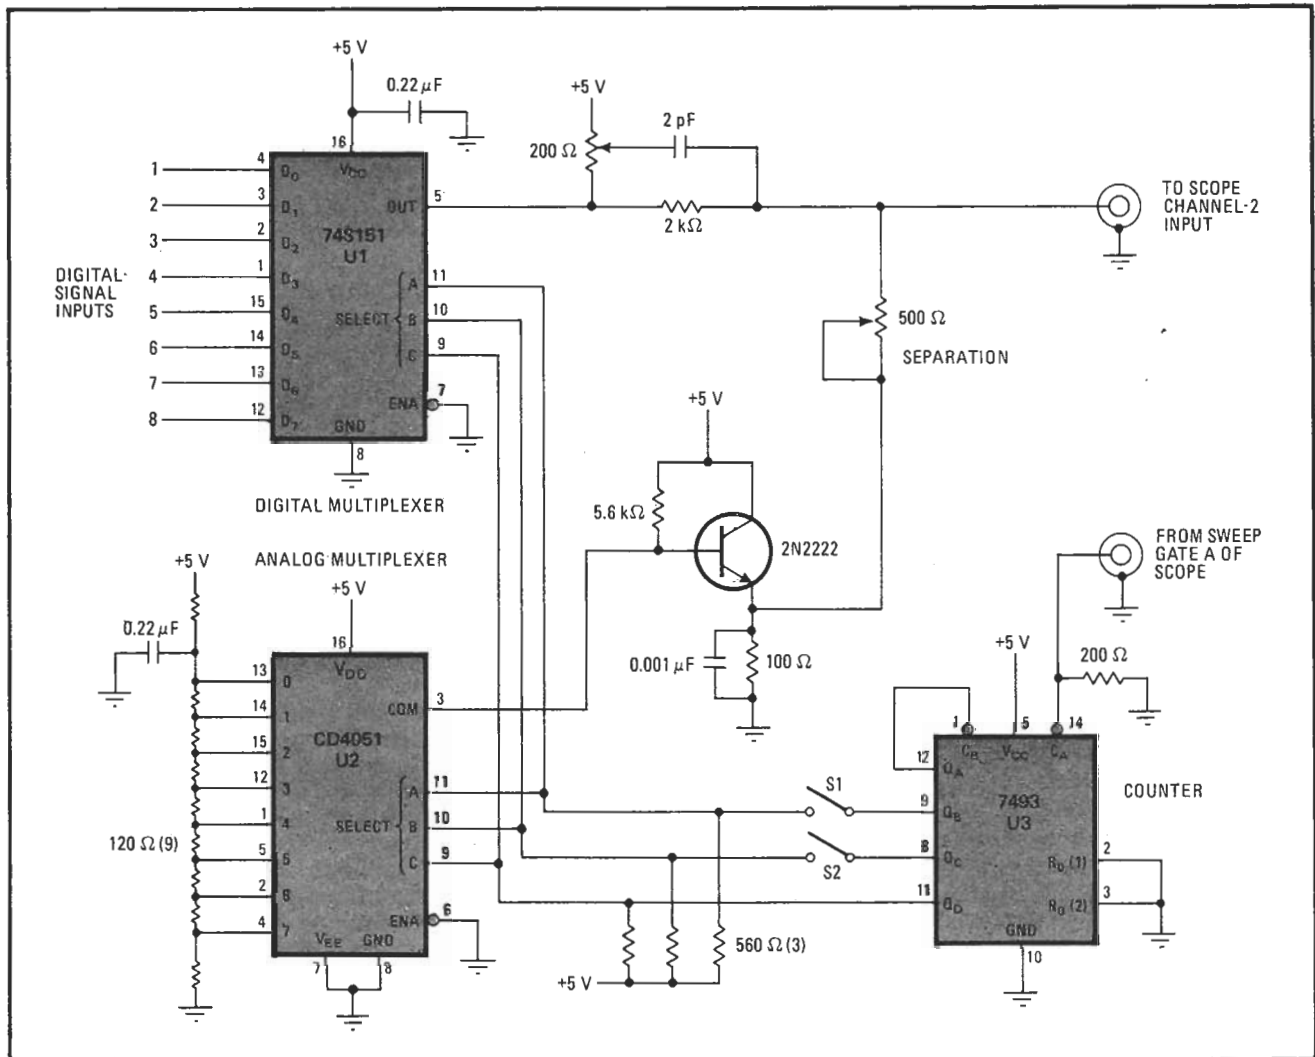 +5 V
0.22 μF
16
VCC
DIGITAL
SIGNAL
INPUTS
1
2
3
4
5
6
7
8
4
3
2
1
15
14
13
12
D0
D1
D2
D3
D4
D5
D6
D7
OUT
74S151
U1
SELECT
A
B
C
ENA
GND
5
11
10
9
7
8
DIGITAL MULTIPLEXER
+5 V
200 Ω
2 pF
2 kΩ
TO SCOPE
CHANNEL-2
INPUT
500 Ω
SEPARATION
+5 V
5.6 kΩ
2N2222
0.001 μF
100 Ω
FROM SWEEP
GATE A OF
SCOPE
ANALOG MULTIPLEXER
+5 V
0.22 μF
120 Ω (9)
+5 V
16
VDD
13
14
15
12
1
5
2
4
0
1
2
3
4
5
6
7
COM
CD4051
U2
SELECT
A
B
C
ENA
VEE
GND
3
11
10
9
6
7
8
S1
S2
560 Ω (3)
+5 V
+5 V
200 Ω
1
5
14
CB
VCC
CA
12
QA
7493
U3
9
QB
8
QC
11
QD
R0 (1)
R0 (2)
2
3
GND
10
COUNTER